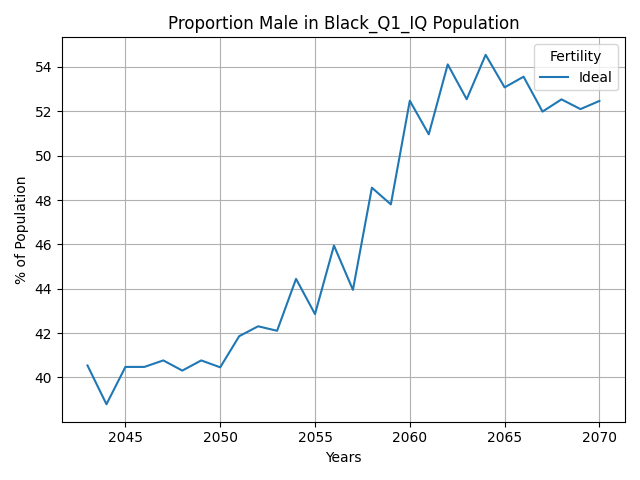 Proportion Male in Black_Q1_IQ Population
Fertility
Ideal
% of Population
54
52
50
48
46
44
42
40
2045 2050 2055 2060 2065 2070
Years